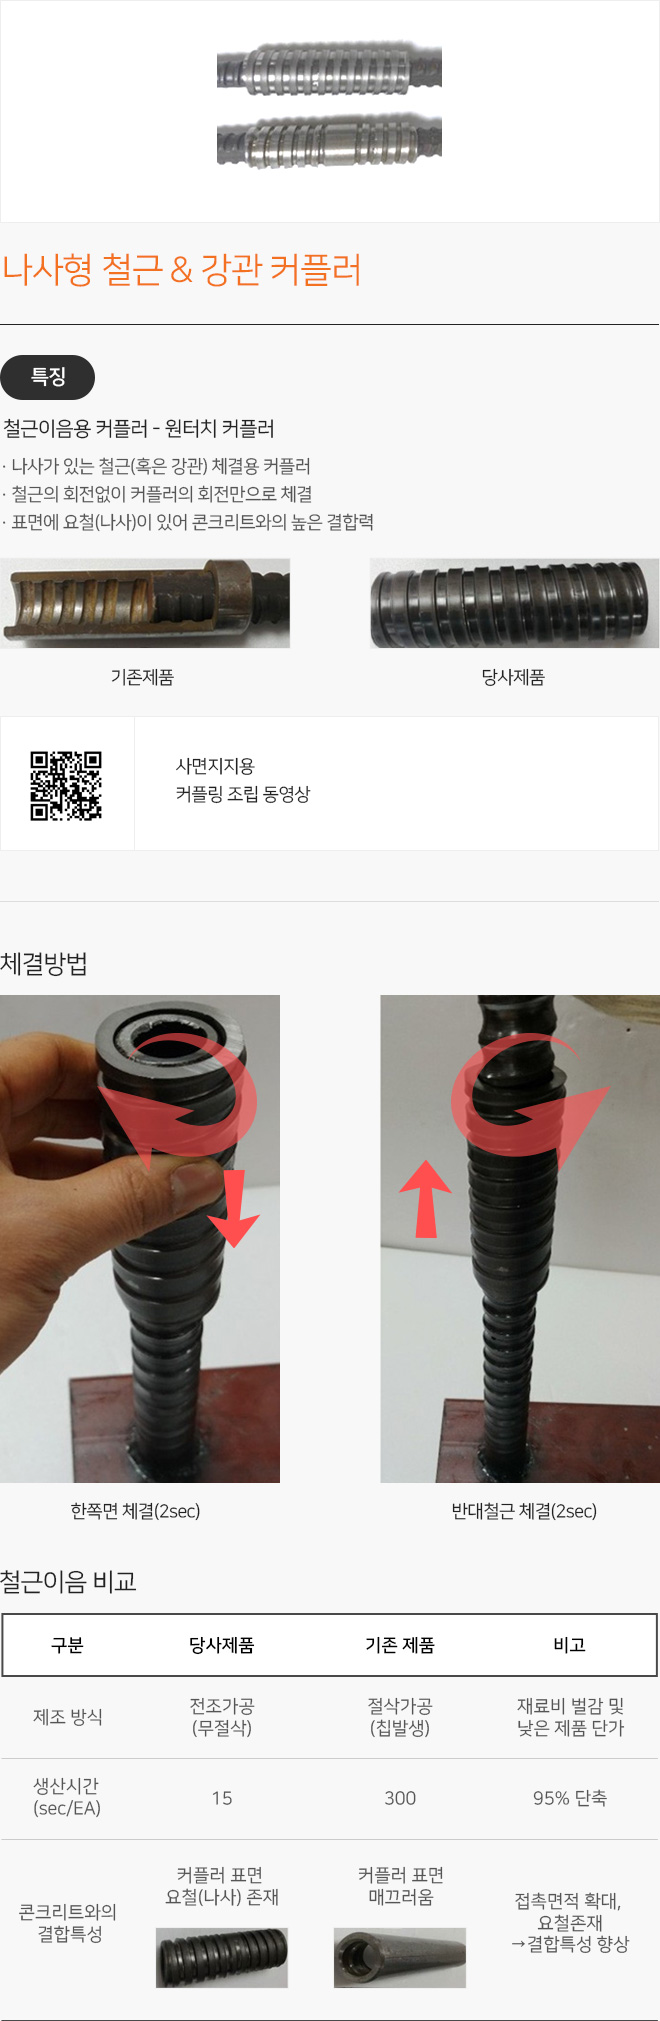 나사형 철근 & 강관 커플러
특징
철근이음용 커플러 - 원터치 커플러
· 나사가 있는 철근(혹은 강관) 체결용 커플러
· 철근의 회전없이 커플러의 회전만으로 체결
· 표면에 요철(나사)이 있어 콘크리트와의 높은 결합력
기존제품
당사제품
사면지지용
커플링 조립 동영상
체결방법
한쪽면 체결(2sec)
반대철근 체결(2sec)
철근이음 비교
구분 당사제품 기존 제품 비고
제조 방식
전조가공
(무절삭)
절삭가공
(칩발생)
재료비 벌감 및
낮은 제품 단가
생산시간
(sec/EA)
15
300
95% 단축
콘크리트와의
결합특성
커플러 표면
요철(나사) 존재
커플러 표면
매끄러움
접촉면적 확대,
요철존재
→결합특성 향상